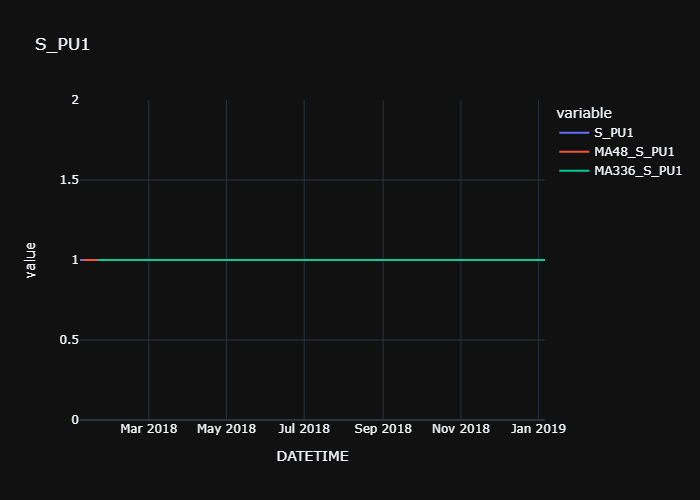 S_PU1
2
1.5
1
0.5
0
value
Mar 2018
May 2018
Jul 2018
Sep 2018
Nov 2018
Jan 2019
DATETIME
variable
S_PU1
MA48_S_PU1
MA336_S_PU1